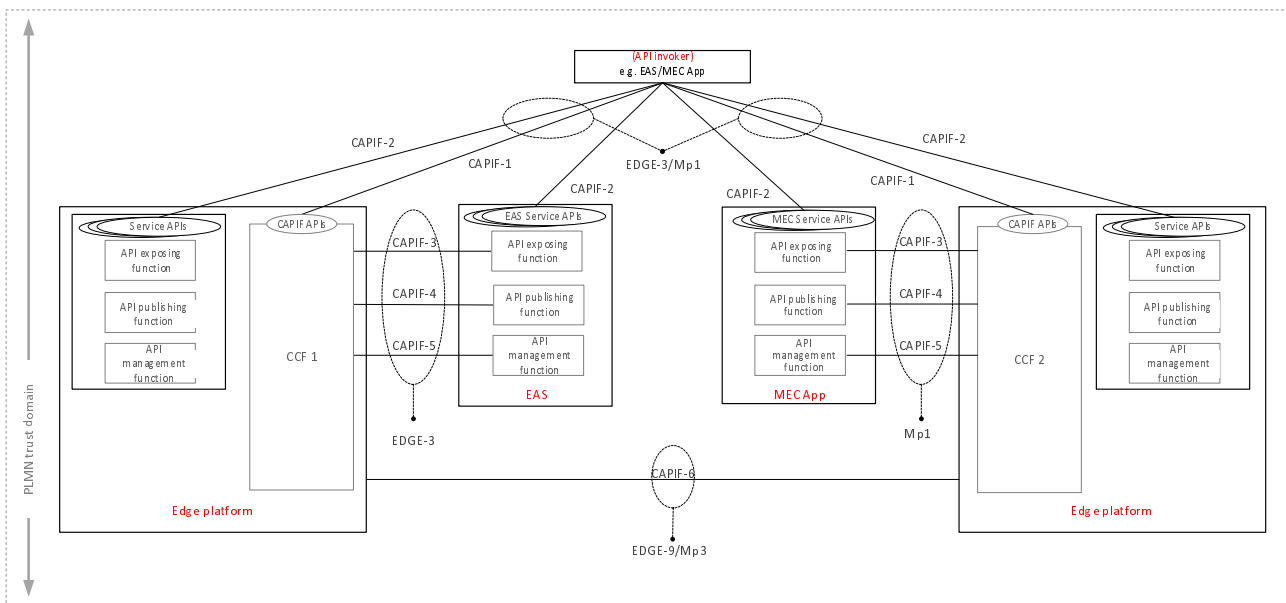 (API invoker)
e.g. EAS/MEC App
CAPIF-2
CAPIF-1
CAPIF-2
EDGE-3/Mp1
CAPIF-2
CAPIF-1
CAPIF-2
Service APIs
API exposing
function
API publishing
function
API
management
function
CAPIF APIs
CCF 1
Edge platform
CAPIF-3
CAPIF-4
CAPIF-5
EDGE-3
EAS Service APIs
API exposing
function
API publishing
function
API
management
function
EAS
MEC Service APIs
API exposing
function
API publishing
function
API
management
function
MEC App
CAPIF-3
CAPIF-4
CAPIF-5
Mp1
CAPIF APIs
CCF 2
Service APIs
API exposing
function
API publishing
function
API
management
function
Edge platform
CAPIF-6
EDGE-9/Mp3
PLMN trust domain